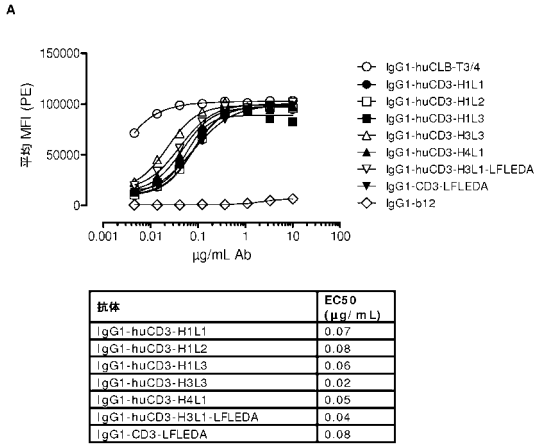 A
150000
100000
50000
0
平均 MFI (PE)
0.001 0.01 0.1 1 10 100
μg/mL Ab
IgG1-huCLB-T3/4
IgG1-huCD3-H1L1
IgG1-huCD3-H1L2
IgG1-huCD3-H1L3
IgG1-huCD3-H3L3
IgG1-huCD3-H4L1
IgG1-huCD3-H3L1-LFLEDA
IgG1-CD3-LFLEDA
IgG1-b12
抗体 EC50
(μg/ mL)
IgG1-huCD3-H1L1 0.07
IgG1-huCD3-H1L2 0.08
IgG1-huCD3-H1L3 0.06
IgG1-huCD3-H3L3 0.02
IgG1-huCD3-H4L1 0.05
IgG1-huCD3-H3L1-LFLEDA 0.04
IgG1-CD3-LFLEDA 0.08